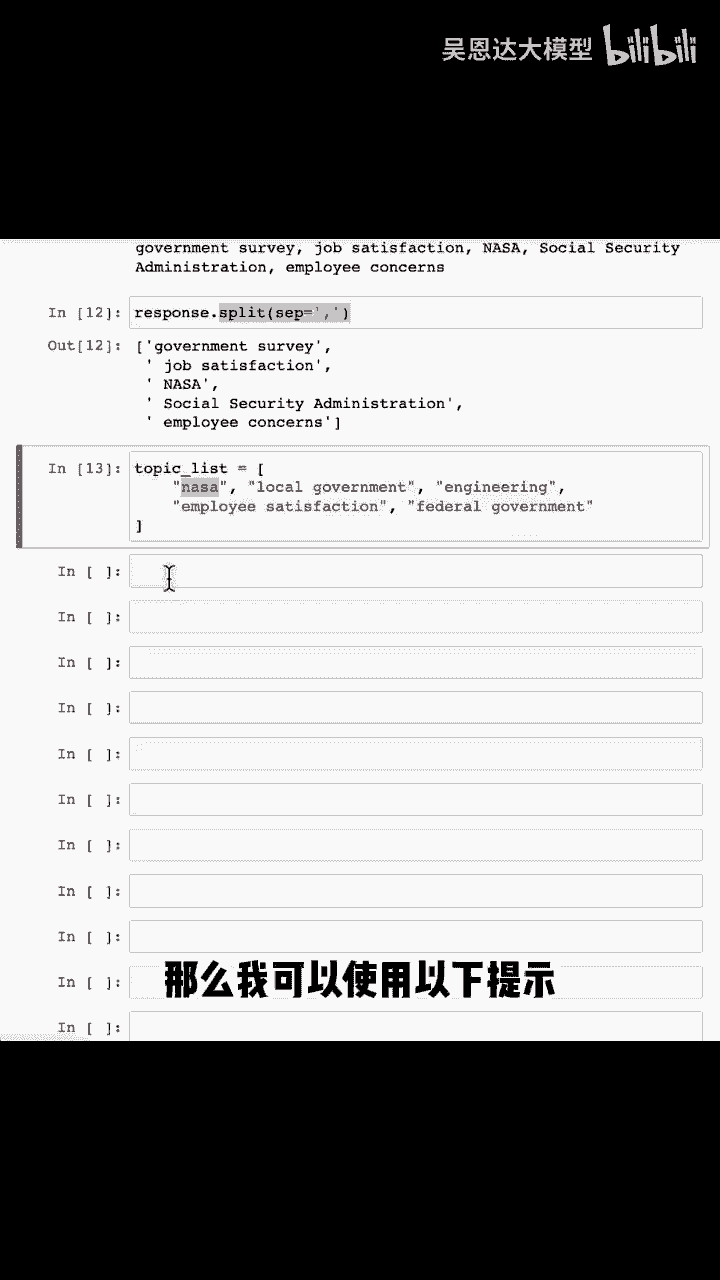 吴恩达大模型 bilibili
government survey, job satisfaction, NASA, Social Security
Administration, employee concerns
In [12]: response.split(sep=',')
Out[12]: ['government survey',
' job satisfaction',
' NASA',
' Social Security Administration',
' employee concerns']
In [13]: topic_list = [
"nasa", "local government", "engineering",
"employee satisfaction", "federal government"
]
In [ ]:
In [ ]:
In [ ]:
In [ ]:
In [ ]:
In [ ]:
In [ ]:
In [ ]:
In [ ]:
In [ ]:
那么我可以使用以下提示
In [ ]: